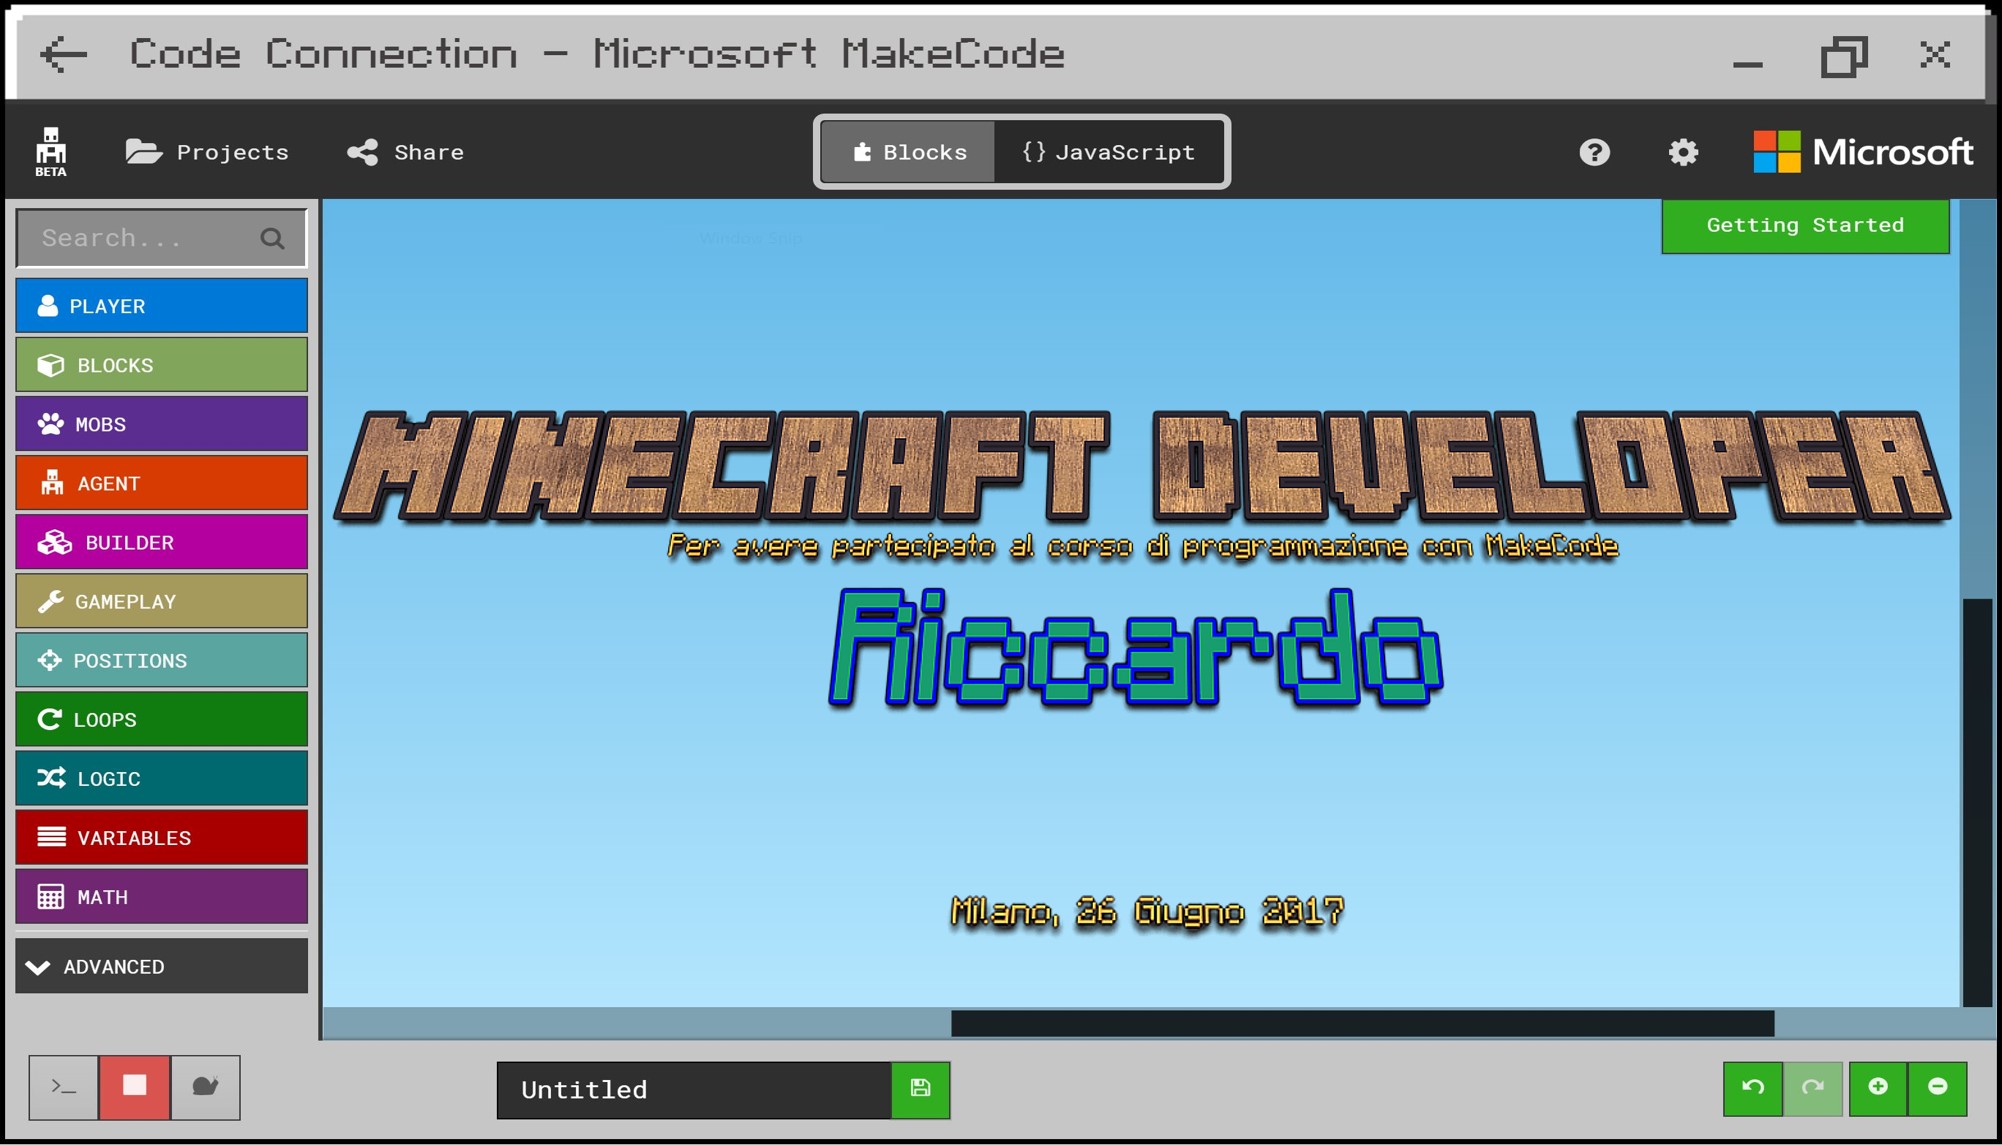 Code Connection - Microsoft MakeCode
BETA
Projects
Share
Blocks
{} JavaScript
Microsoft
Search...
Getting Started
PLAYER
BLOCKS
MOBS
AGENT
BUILDER
GAMEPLAY
POSITIONS
LOOPS
LOGIC
VARIABLES
MATH
ADVANCED
Window Snip
MINECRAFT DEVELOPER
Per avere partecipato al corso di programmazione con MakeCode
Riccardo
Milano, 26 Giugno 2017
>_
Untitled